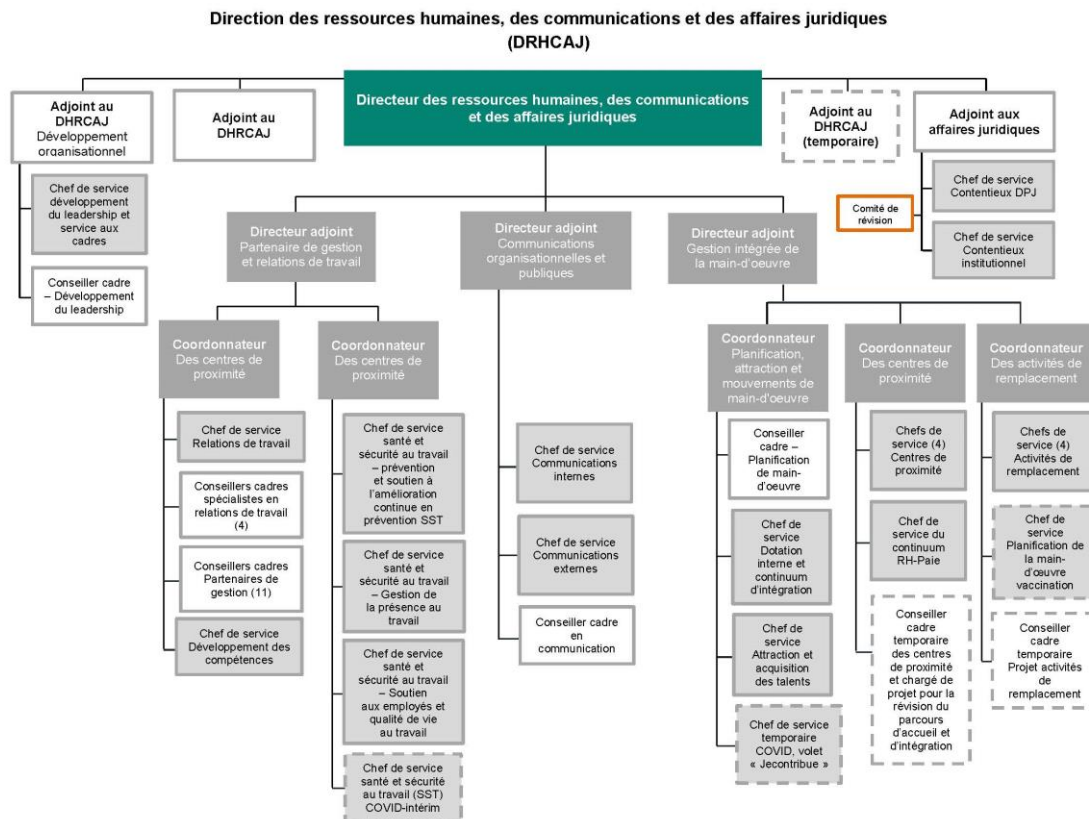 Direction des ressources humaines, des communications et des affaires juridiques
(DRHCAJ)
Adjoint au
DHRCAJ
Développement
organisationnel
Adjoint au
DHRCAJ
Directeur des ressources humaines, des communications
et des affaires juridiques
Adjoint au
DHRCAJ
(temporaire)
Adjoint aux
affaires juridiques
Chef de service
développement
du leadership et
service aux
cadres
Conseiller cadre
– Développement
du leadership
Comité de
révision
Chef de service
Contentieux DPJ
Chef de service
Contentieux
institutionnel
Directeur adjoint
Partenaire de gestion
et relations de travail
Directeur adjoint
Communications
organisationnelles et
publiques
Directeur adjoint
Gestion intégrée de
la main-d'oeuvre
Coordonnateur
Des centres de
proximité
Chef de service
Relations de travail
Conseillers cadres
spécialistes en
relations de travail
(4)
Conseillers cadres
Partenaires de
gestion (11)
Chef de service
Développement des
compétences
Coordonnateur
Des centres de
proximité
Chef de service
santé et
sécurité au travail
– prévention
et soutien à
l'amélioration
continue en
prévention SST
Chef de service
santé et
sécurité au travail
– Gestion de
la présence au
travail
Chef de service
santé et
sécurité au travail
– Soutien
aux employés et
qualité de vie
au travail
Chef de service
santé et sécurité
au travail (SST)
COVID-intérim
Chef de service
Communications
internes
Chef de service
Communications
externes
Conseiller cadre
en
communication
Coordonnateur
Planification,
attraction et
mouvements de
main-d'oeuvre
Conseiller
cadre –
Planification
de main-
d'oeuvre
Chef de
service
Dotation
interne et
continuum
d'intégration
Chef de
service
Attraction et
acquisition
des talents
Chef de service
temporaire
COVID, volet
« Jecontribue »
Coordonnateur
Des centres de
proximité
Chefs de
service (4)
Centres de
proximité
Chef de
service du
continuum
RH-Paie
Conseiller
cadre
temporaire
des centres
de proximité
et chargé de
projet pour la
révision du
parcours
d'accueil et
d'intégration
Coordonnateur
Des activités de
remplacement
Chefs de
service (4)
Activités de
remplacement
Chef de
service
Planification de
la main-
d'œuvre
vaccination
Conseiller
cadre
temporaire
Projet activités
de
remplacement